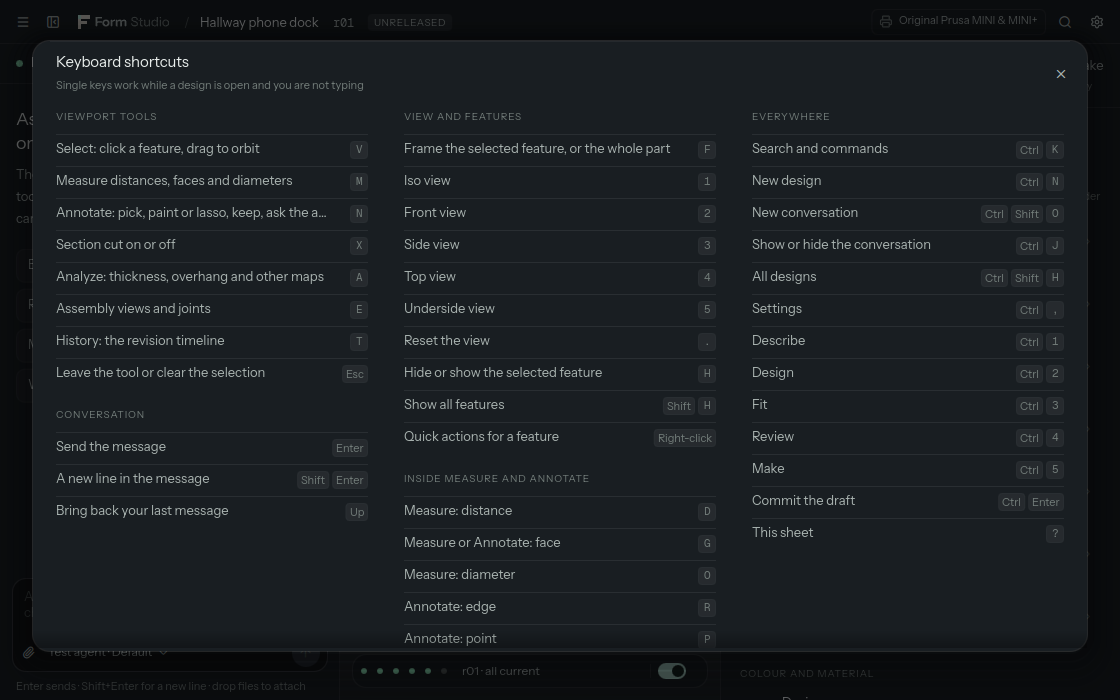 Form Studio / Hallway phone dock r01 UNRELEASED
Original Prusa MINI & MINI+
Keyboard shortcuts
Single keys work while a design is open and you are not typing
VIEWPORT TOOLS
Select: click a feature, drag to orbit V
Measure distances, faces and diameters M
Annotate: pick, paint or lasso, keep, ask the a... N
Section cut on or off X
Analyze: thickness, overhang and other maps A
Assembly views and joints E
History: the revision timeline T
Leave the tool or clear the selection Esc
CONVERSATION
Send the message Enter
A new line in the message Shift Enter
Bring back your last message Up
VIEW AND FEATURES
Frame the selected feature, or the whole part F
Iso view 1
Front view 2
Side view 3
Top view 4
Underside view 5
Reset the view .
Hide or show the selected feature H
Show all features Shift H
Quick actions for a feature Right-click
INSIDE MEASURE AND ANNOTATE
Measure: distance D
Measure or Annotate: face G
Measure: diameter O
Annotate: edge R
Annotate: point P
EVERYWHERE
Search and commands Ctrl K
New design Ctrl N
New conversation Ctrl Shift O
Show or hide the conversation Ctrl J
All designs Ctrl Shift H
Settings Ctrl ,
Describe Ctrl 1
Design Ctrl 2
Fit Ctrl 3
Review Ctrl 4
Make Ctrl 5
Commit the draft Ctrl Enter
This sheet ?
Test agent · Default
Enter sends · Shift+Enter for a new line · drop files to attach
r01 · all current
COLOUR AND MATERIAL